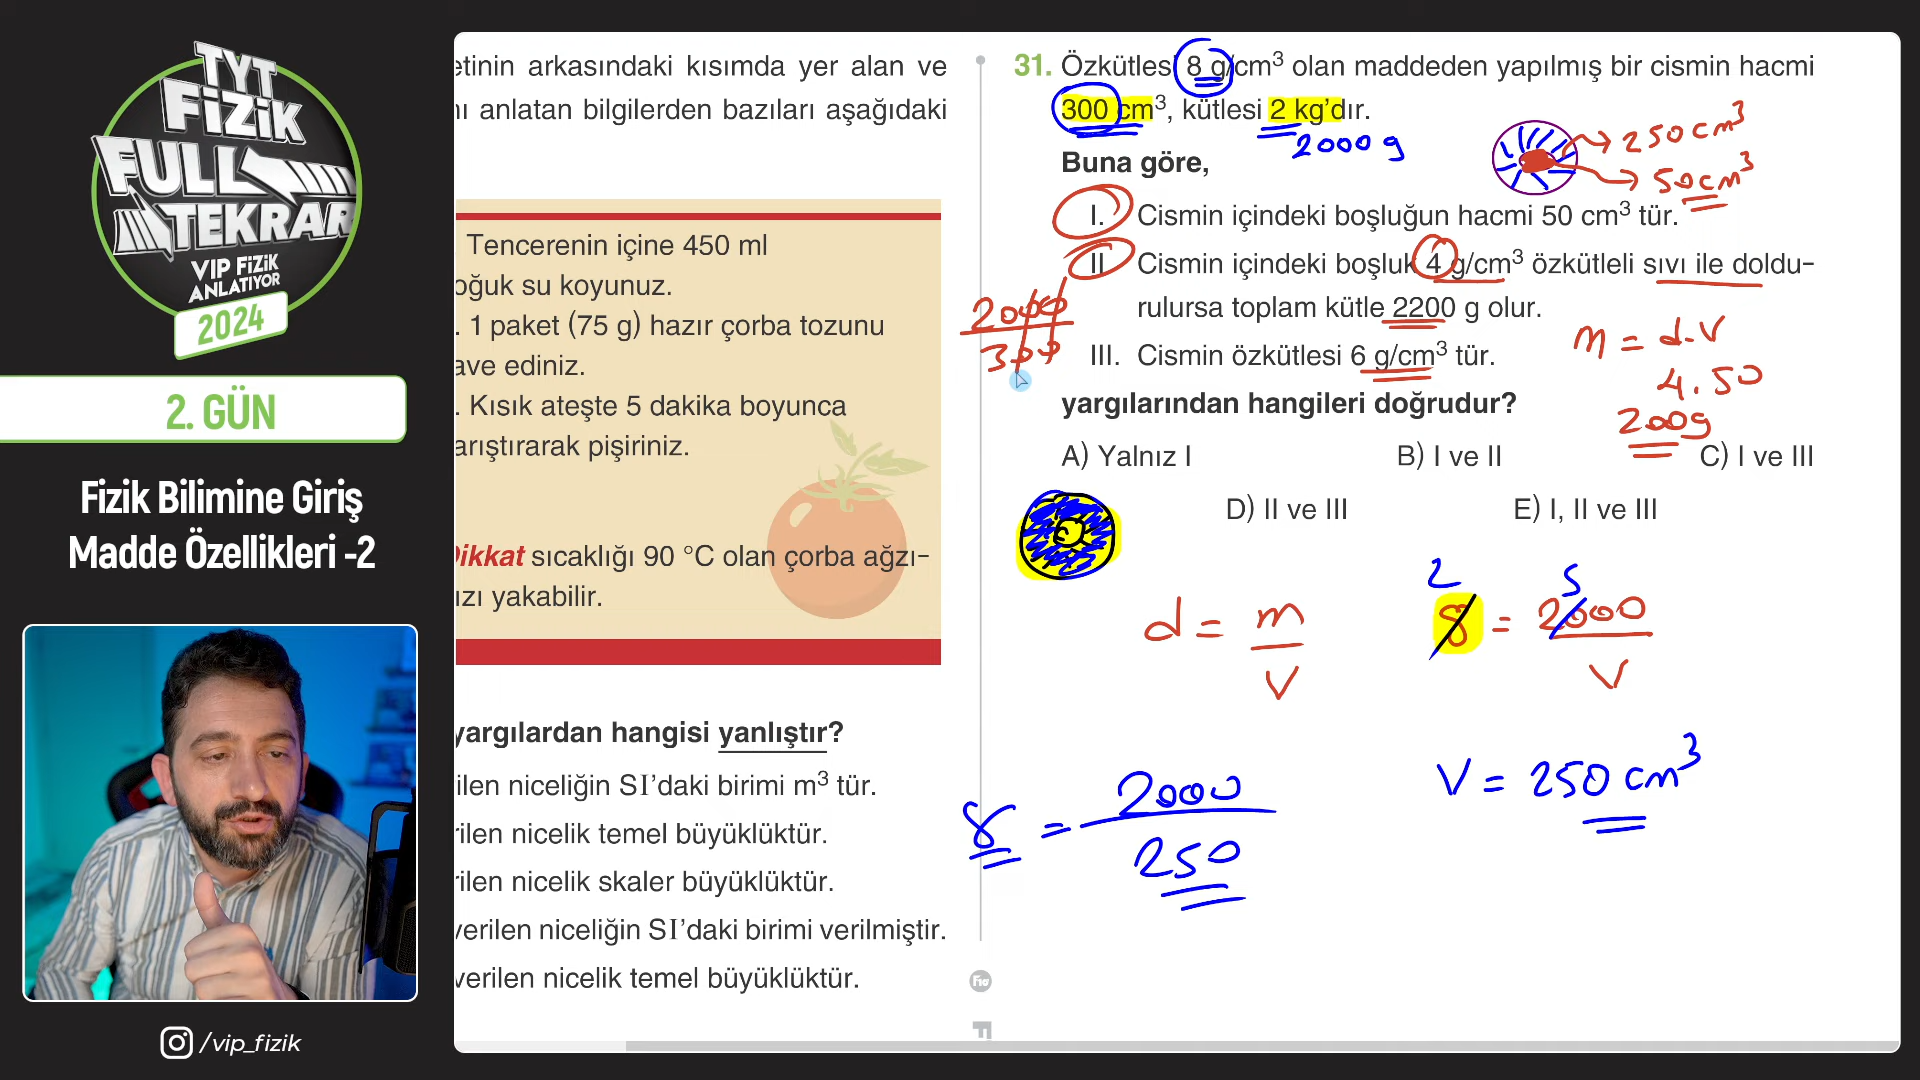 TYT
FiZiK
FULL
TEKRAR
VIP FiZiK
ANLATIYOR
2024
2. GÜN
Fizik Bilimine Giriş
Madde Özellikleri -2
/vip_fizik
etinin arkasındaki kısımda yer alan ve
nı anlatan bilgilerden bazıları aşağıdaki
Tencerenin içine 450 ml
oğuk su koyunuz.
. 1 paket (75 g) hazır çorba tozunu
ave ediniz.
. Kısık ateşte 5 dakika boyunca
arıştırarak pişiriniz.
Dikkat sıcaklığı 90 °C olan çorba ağzı-
ızı yakabilir.
yargılardan hangisi yanlıştır?
ilen niceliğin SI'daki birimi m³ tür.
rilen nicelik temel büyüklüktür.
rilen nicelik skaler büyüklüktür.
verilen niceliğin SI'daki birimi verilmiştir.
verilen nicelik temel büyüklüktür.
31. Özkütlesi 8 g/cm³ olan maddeden yapılmış bir cismin hacmi
300 cm³, kütlesi 2 kg'dır.
2000 g
250 cm³
50 cm³
Buna göre,
I. Cismin içindeki boşluğun hacmi 50 cm³ tür.
II Cismin içindeki boşluk 4 g/cm³ özkütleli sıvı ile doldu-
rulursa toplam kütle 2200 g olur.
III. Cismin özkütlesi 6 g/cm³ tür.
2000
300
m = d.V
4.50
200g
yargılarından hangileri doğrudur?
A) Yalnız I B) I ve II C) I ve III
D) II ve III E) I, II ve III
d = m
V
2 5
8 = 2000
V
V = 250 cm³
8 = 2000
250